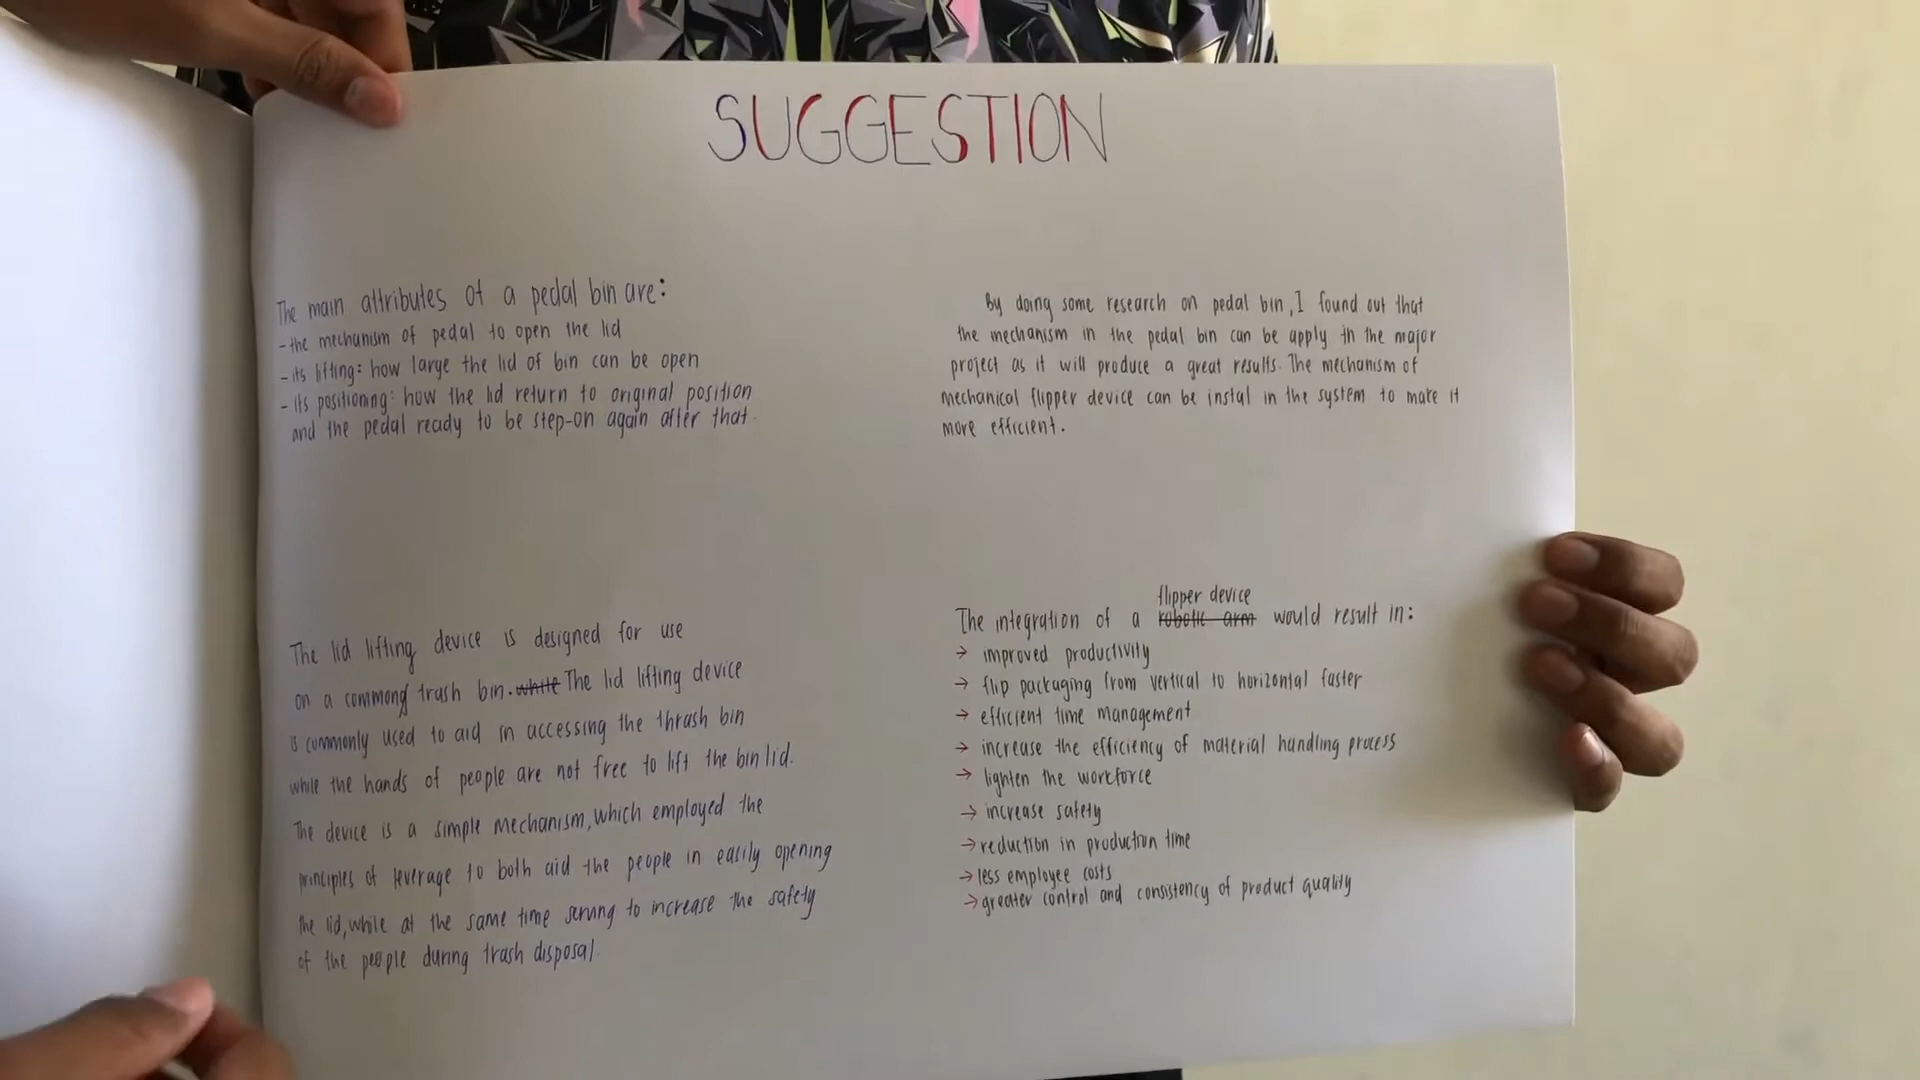 SUGGESTION
The main attributes of a pedal bin are:
- the mechanism of pedal to open the lid
- its lifting: how large the lid of bin can be open
- its positioning: how the lid return to original position
and the pedal ready to be step-on again after that.
The lid lifting device is designed for use
on a commong trash bin. while The lid lifting device
is commonly used to aid in accessing the thrash bin
while the hands of people are not free to lift the bin lid.
The device is a simple mechanism, which employed the
principles of leverage to both aid the people in easily opening
the lid, while at the same time serving to increase the safety
of the people during trash disposal.
By doing some research on pedal bin, I found out that
the mechanism in the pedal bin can be apply in the major
project as it will produce a great results. The mechanism of
mechanical flipper device can be instal in the system to make it
more efficient.
flipper device
The integration of a robotic arm would result in:
→ improved productivity
→ flip packaging from vertical to horizontal faster
→ efficient time management
→ increase the efficiency of material handling process
→ lighten the workforce
→ increase safety
→ reduction in production time
→ less employee costs
→ greater control and consistency of product quality